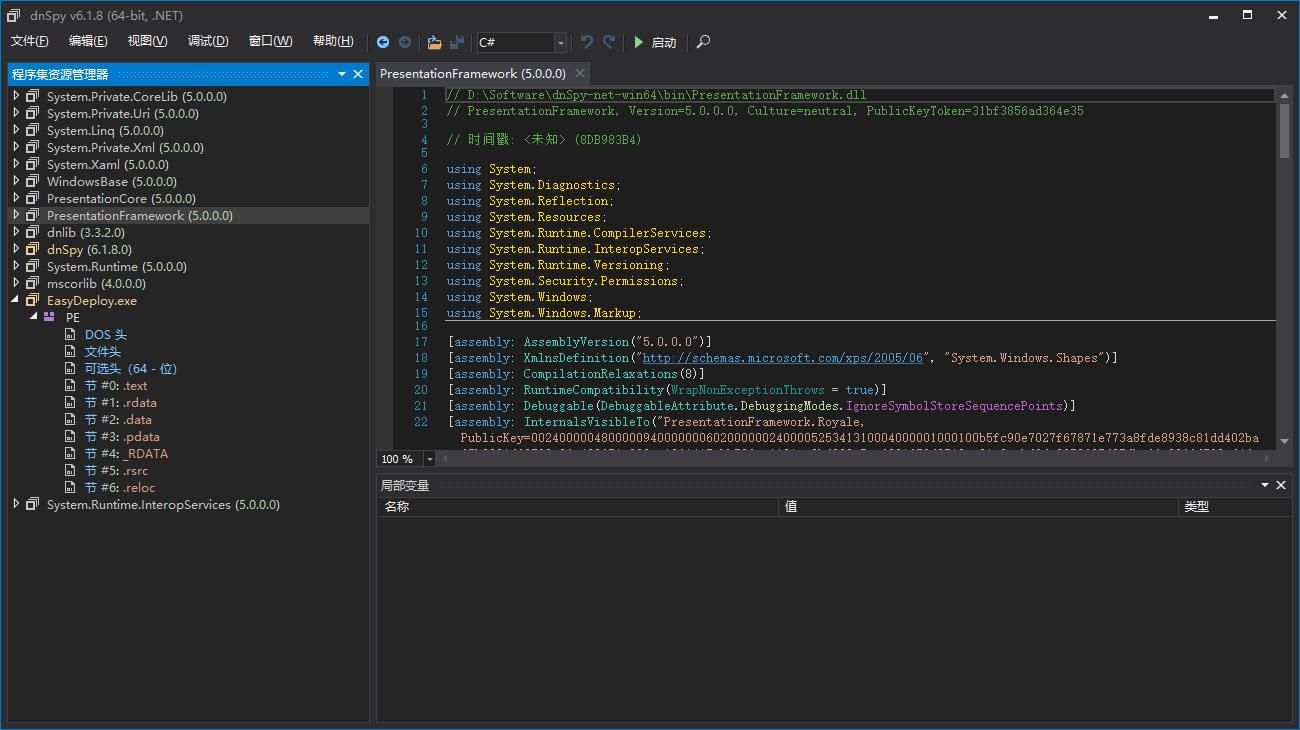 dnSpy v6.1.8 (64-bit, .NET)
文件(F) 编辑(E) 视图(V) 调试(D) 窗口(W) 帮助(H) C# 启动
程序集资源管理器
System.Private.CoreLib (5.0.0.0)
System.Private.Uri (5.0.0.0)
System.Linq (5.0.0.0)
System.Private.Xml (5.0.0.0)
System.Xaml (5.0.0.0)
WindowsBase (5.0.0.0)
PresentationCore (5.0.0.0)
PresentationFramework (5.0.0.0)
dnlib (3.3.2.0)
dnSpy (6.1.8.0)
System.Runtime (5.0.0.0)
mscorlib (4.0.0.0)
EasyDeploy.exe
PE
DOS 头
文件头
可选头 (64 - 位)
节 #0: .text
节 #1: .rdata
节 #2: .data
节 #3: .pdata
节 #4: _RDATA
节 #5: .rsrc
节 #6: .reloc
System.Runtime.InteropServices (5.0.0.0)
PresentationFramework (5.0.0.0)
1 // D:\Software\dnSpy-net-win64\bin\PresentationFramework.dll
2 // PresentationFramework, Version=5.0.0.0, Culture=neutral, PublicKeyToken=31bf3856ad364e35
3
4 // 时间戳: <未知> (8DB983B4)
5
6 using System;
7 using System.Diagnostics;
8 using System.Reflection;
9 using System.Resources;
10 using System.Runtime.CompilerServices;
11 using System.Runtime.InteropServices;
12 using System.Runtime.Versioning;
13 using System.Security.Permissions;
14 using System.Windows;
15 using System.Windows.Markup;
16
17 [assembly: AssemblyVersion("5.0.0.0")]
18 [assembly: XmlnsDefinition("http://schemas.microsoft.com/xps/2005/06", "System.Windows.Shapes")]
19 [assembly: CompilationRelaxations(8)]
20 [assembly: RuntimeCompatibility(WrapNonExceptionThrows = true)]
21 [assembly: Debuggable(DebuggableAttribute.DebuggingModes.IgnoreSymbolStoreSequencePoints)]
22 [assembly: InternalsVisibleTo("PresentationFramework.Royale,
PublicKey=0024000004800000940000000602000000240000525341310004000001000100b5fc90e7027f67871e773a8fde8938c81dd402ba
100 %
局部变量
名称 值 类型